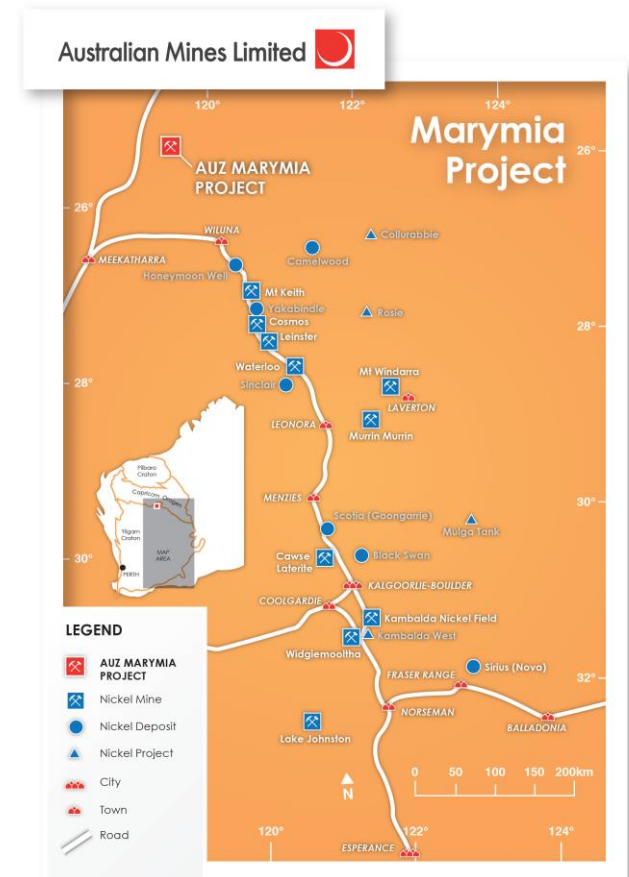 Australian Mines Limited
120°
122°
124°
Marymia
Project
26°
AUZ MARYMIA
PROJECT
26°
WILUNA
Collurabbie
MEEKATHARRA
Camelwood
Honeymoon Well
Mt Keith
Yakabindle
Rosie
Cosmos
28°
Leinster
Waterloo
Mt Windarra
28°
Sinclair
LAVERTON
LEONORA
Murrin Murrin
Pilbara
Craton
Capricorn Orogen
MENZIES
30°
Scotia (Goongarrie)
Mulga Tank
Yilgarn
Craton
MAP
AREA
30°
Cawse
Laterite
Black Swan
PERTH
KALGOORLIE-BOULDER
COOLGARDIE
Kambalda Nickel Field
Kambalda West
Widgiemooltha
LEGEND
AUZ MARYMIA
PROJECT
Nickel Mine
Nickel Deposit
Nickel Project
City
Town
Road
Sirius (Nova)
FRASER RANGE
32°
NORSEMAN
BALLADONIA
Lake Johnston
0 50 100 150 200km
N
120°
122°
124°
ESPERANCE